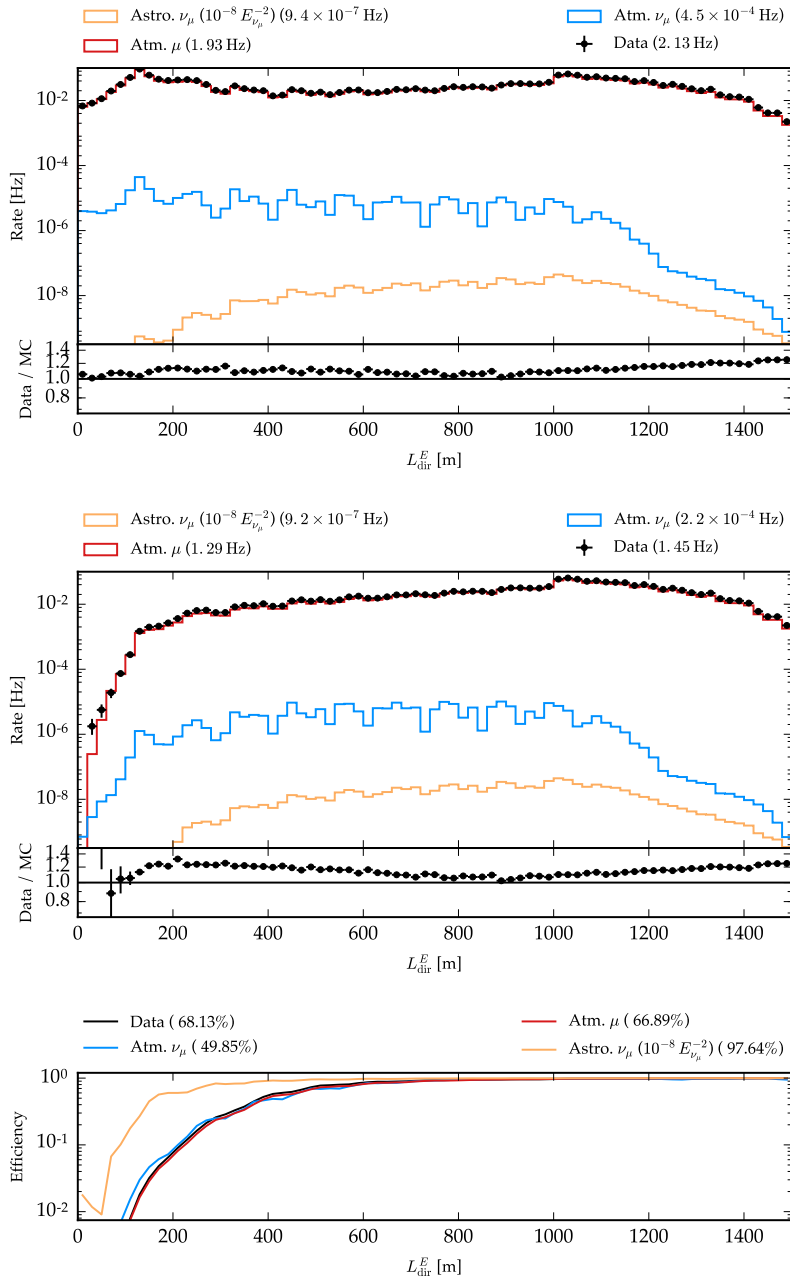 Astro. ν_μ (10^-8 E_ν_μ^-2) (9.4 × 10^-7 Hz) Atm. ν_μ (4.5 × 10^-4 Hz)
Atm. μ (1.93 Hz) Data (2.13 Hz)
10^-2
10^-4
10^-6
10^-8
Rate [Hz]
1.4
1.2
1.0
0.8
Data / MC
0 200 400 600 800 1000 1200 1400
L_dir^E [m]
Astro. ν_μ (10^-8 E_ν_μ^-2) (9.2 × 10^-7 Hz) Atm. ν_μ (2.2 × 10^-4 Hz)
Atm. μ (1.29 Hz) Data (1.45 Hz)
10^-2
10^-4
10^-6
10^-8
Rate [Hz]
1.4
1.2
1.0
0.8
Data / MC
0 200 400 600 800 1000 1200 1400
L_dir^E [m]
Data ( 68.13%) Atm. μ ( 66.89%)
Atm. ν_μ ( 49.85%) Astro. ν_μ (10^-8 E_ν_μ^-2) ( 97.64%)
10^0
10^-1
10^-2
Efficiency
0 200 400 600 800 1000 1200 1400
L_dir^E [m]